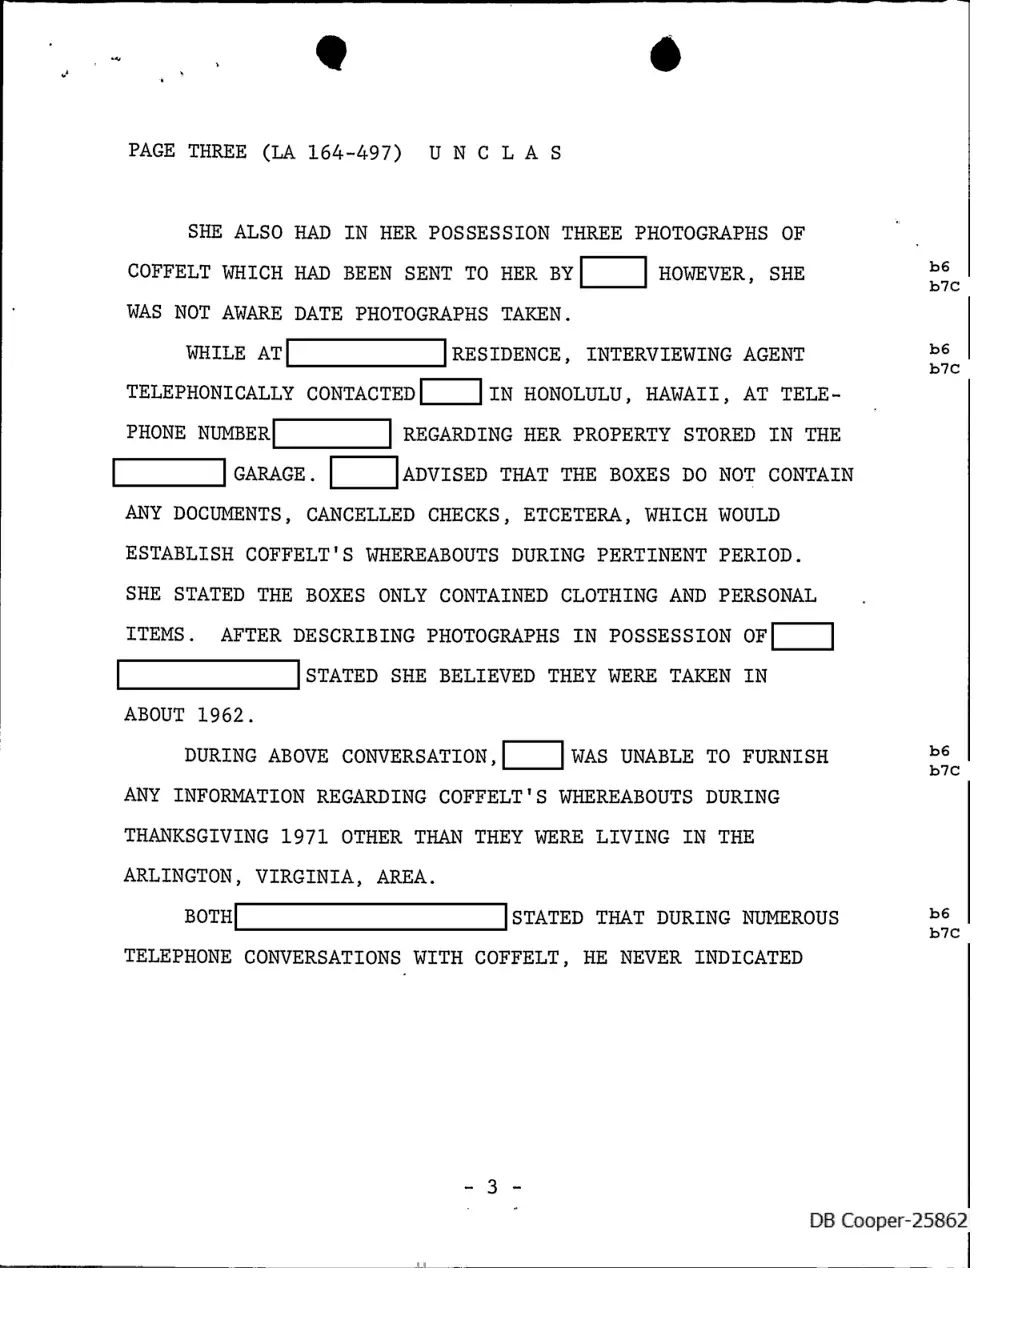 PAGE THREE (LA 164-497) U N C L A S
SHE ALSO HAD IN HER POSSESSION THREE PHOTOGRAPHS OF
COFFELT WHICH HAD BEEN SENT TO HER BY HOWEVER, SHE
b6
b7C
WAS NOT AWARE DATE PHOTOGRAPHS TAKEN.
WHILE AT RESIDENCE, INTERVIEWING AGENT
b6
b7C
TELEPHONICALLY CONTACTED IN HONOLULU, HAWAII, AT TELE-
PHONE NUMBER REGARDING HER PROPERTY STORED IN THE
GARAGE. ADVISED THAT THE BOXES DO NOT CONTAIN
ANY DOCUMENTS, CANCELLED CHECKS, ETCETERA, WHICH WOULD
ESTABLISH COFFELT'S WHEREABOUTS DURING PERTINENT PERIOD.
SHE STATED THE BOXES ONLY CONTAINED CLOTHING AND PERSONAL
ITEMS. AFTER DESCRIBING PHOTOGRAPHS IN POSSESSION OF
STATED SHE BELIEVED THEY WERE TAKEN IN
ABOUT 1962.
DURING ABOVE CONVERSATION, WAS UNABLE TO FURNISH
b6
b7C
ANY INFORMATION REGARDING COFFELT'S WHEREABOUTS DURING
THANKSGIVING 1971 OTHER THAN THEY WERE LIVING IN THE
ARLINGTON, VIRGINIA, AREA.
BOTH STATED THAT DURING NUMEROUS
b6
b7C
TELEPHONE CONVERSATIONS WITH COFFELT, HE NEVER INDICATED
- 3 -
DB Cooper-25862